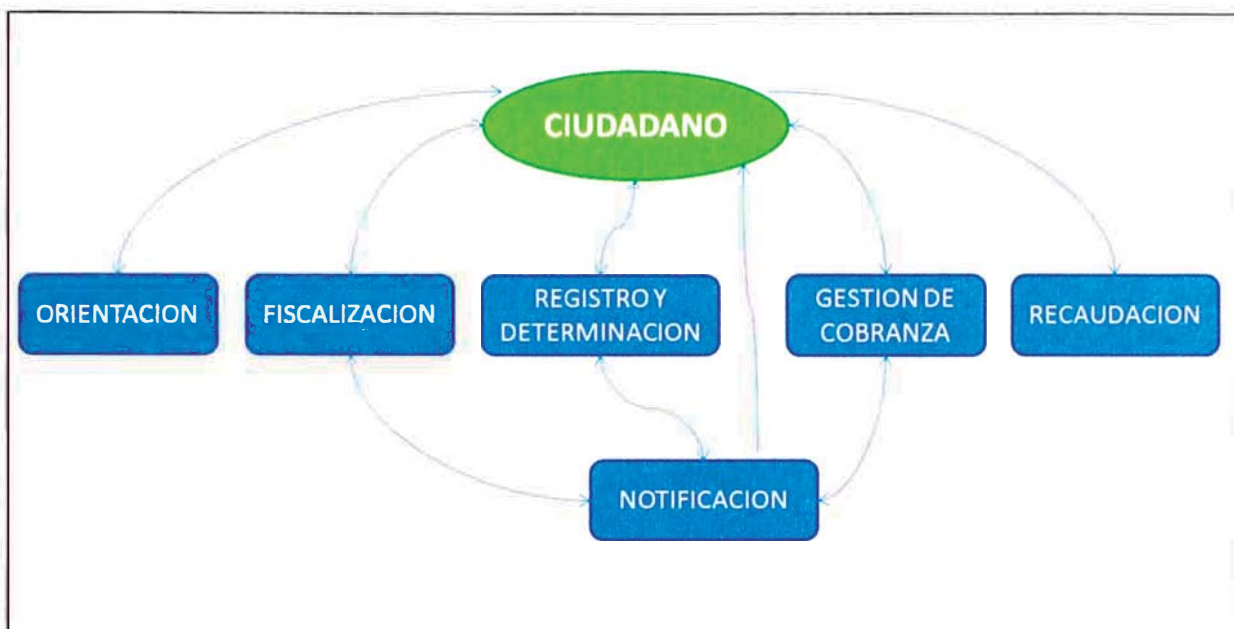 CIUDADANO
ORIENTACION
FISCALIZACION
REGISTRO Y
DETERMINACION
GESTION DE
COBRANZA
RECAUDACION
NOTIFICACION